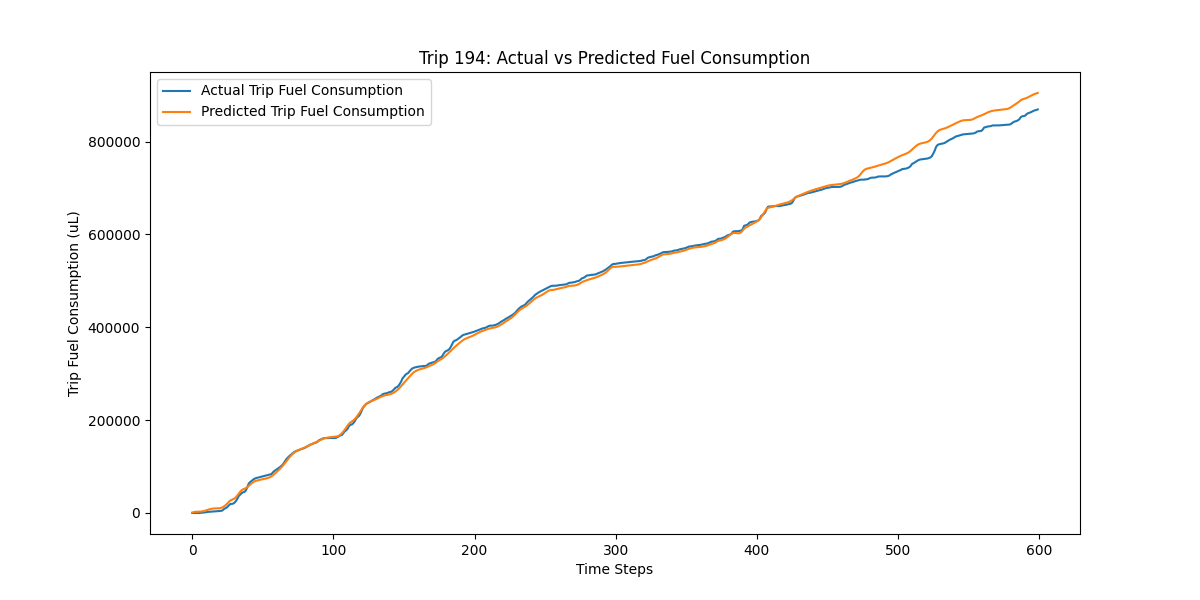 Trip 194: Actual vs Predicted Fuel Consumption
Actual Trip Fuel Consumption
Predicted Trip Fuel Consumption
Trip Fuel Consumption (uL)
800000
600000
400000
200000
0
0 100 200 300 400 500 600
Time Steps